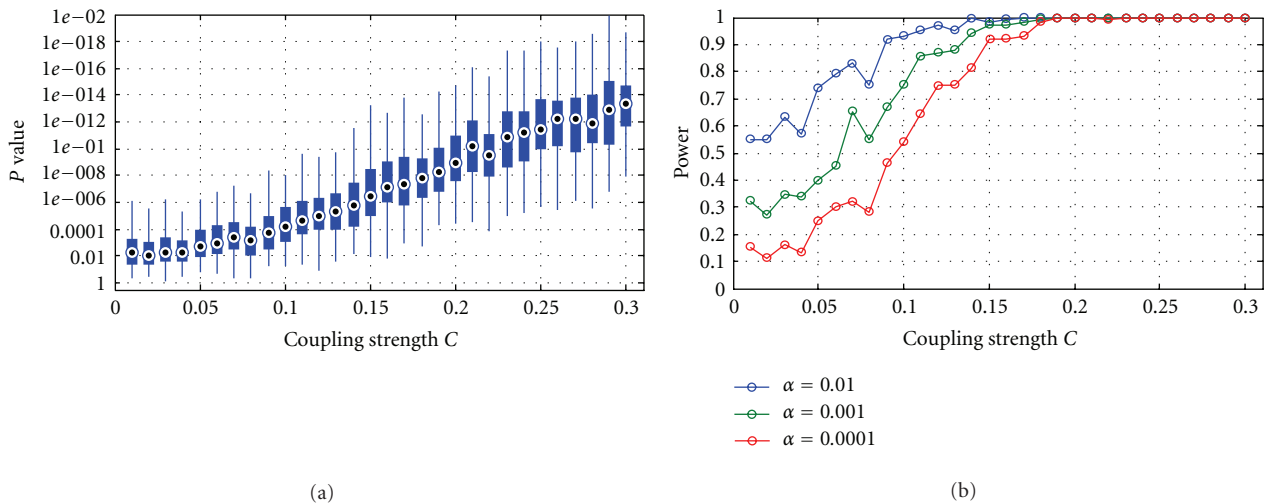 1e−02
1e−018
1e−016
1e−014
1e−012
1e−01
1e−008
1e−006
0.0001
0.01
1
P value
0 0.05 0.1 0.15 0.2 0.25 0.3
Coupling strength C
(a)
1
0.9
0.8
0.7
0.6
0.5
0.4
0.3
0.2
0.1
0
Power
0 0.05 0.1 0.15 0.2 0.25 0.3
Coupling strength C
α = 0.01
α = 0.001
α = 0.0001
(b)